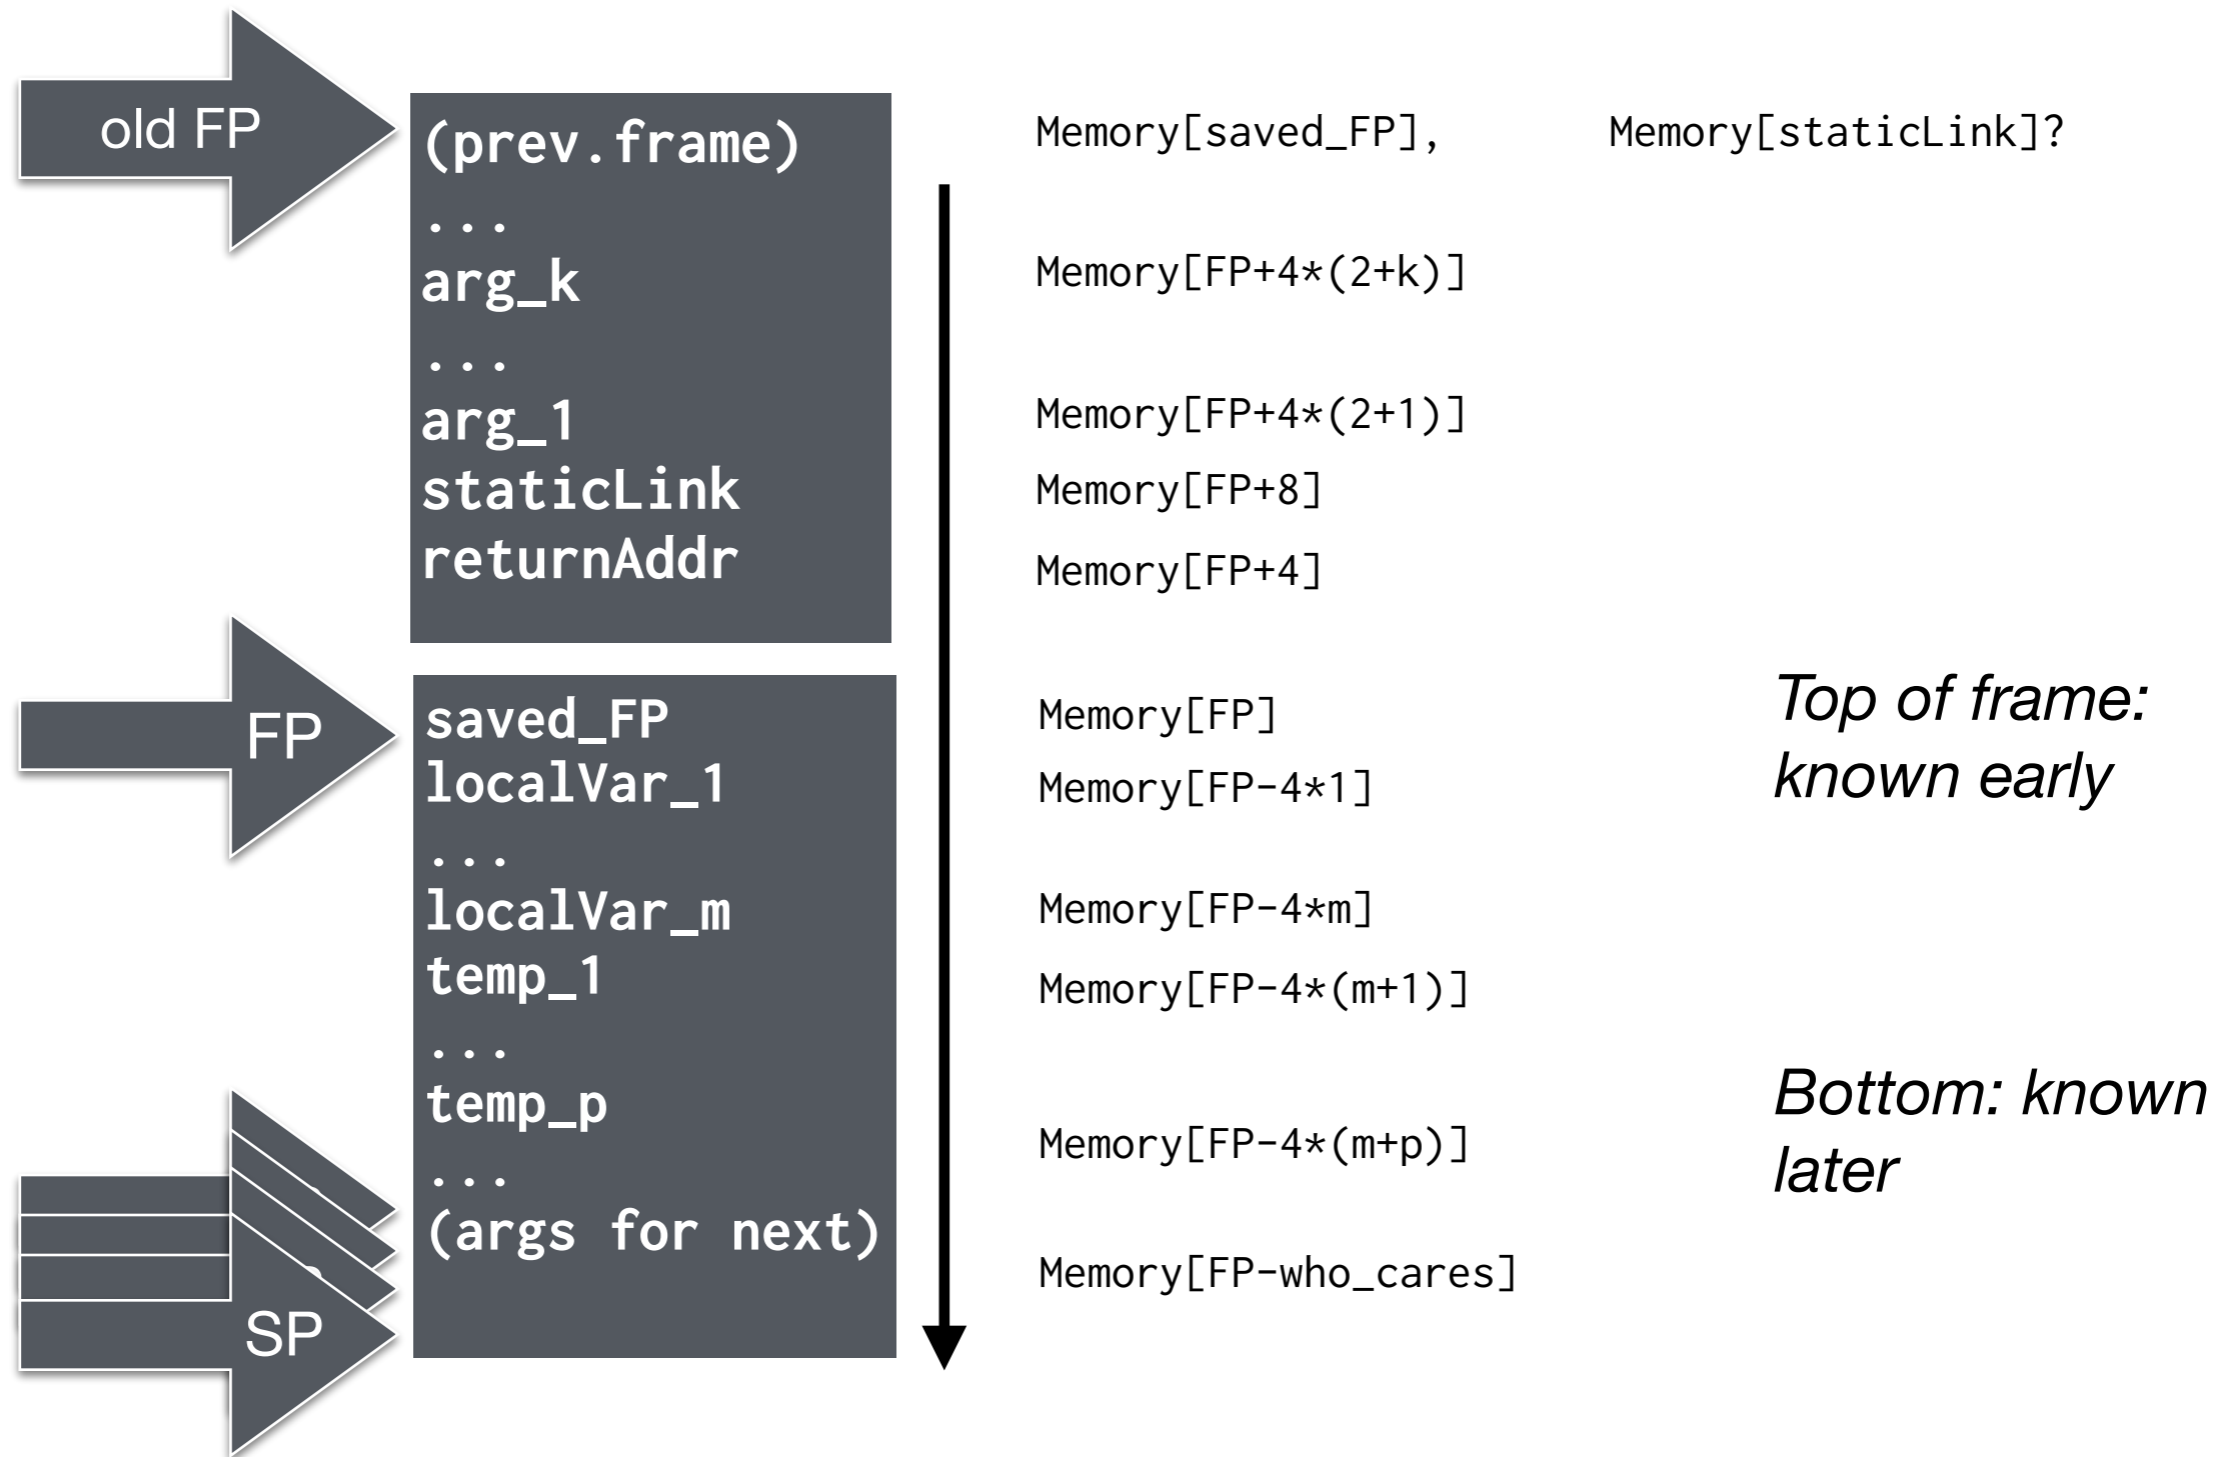 old FP
(prev.frame)
Memory[saved_FP], Memory[staticLink]?
...
arg_k
Memory[FP+4*(2+k)]
...
arg_1
Memory[FP+4*(2+1)]
staticLink
Memory[FP+8]
returnAddr
Memory[FP+4]
FP
saved_FP
Memory[FP]
localVar_1
Memory[FP-4*1]
Top of frame:
known early
...
localVar_m
Memory[FP-4*m]
temp_1
Memory[FP-4*(m+1)]
...
temp_p
Memory[FP-4*(m+p)]
Bottom: known
later
...
(args for next)
Memory[FP-who_cares]
SP